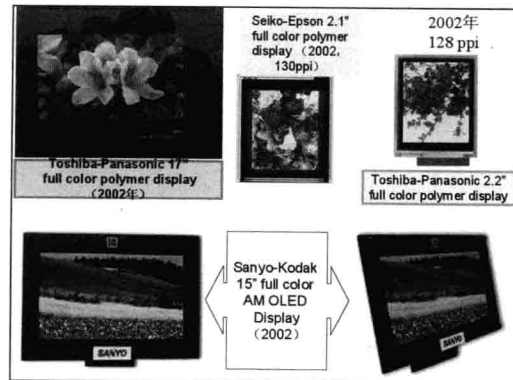 Seiko-Epson 2.1"
full color polymer
display (2002,
130ppi)
2002年
128 ppi
Toshiba-Panasonic 17"
full color polymer display
(2002年)
Toshiba-Panasonic 2.2"
full color polymer display
Sanyo-Kodak
15" full color
AM OLED
Display
(2002)
SANYO
SANYO